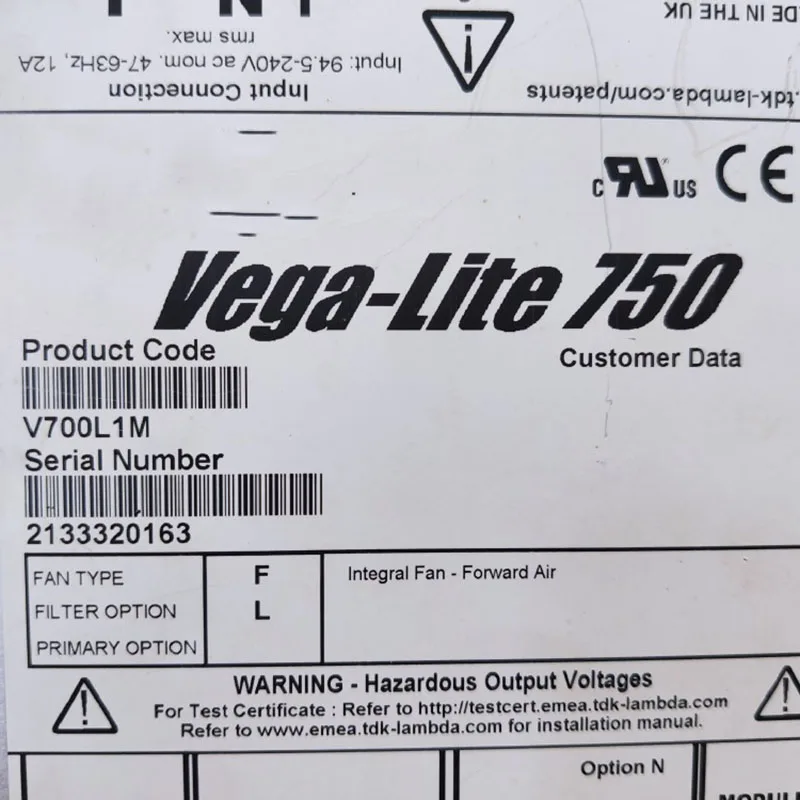 DE IN THE UK
tdk-lambda.com/patents
L N
Input Connection
Input: 94.5-240V ac nom. 47-63Hz, 12A
rms max.
c RU US CE
Vega-Lite 750
Product Code
Customer Data
V700L1M
Serial Number
2133320163
FAN TYPE F Integral Fan - Forward Air
FILTER OPTION L
PRIMARY OPTION
WARNING - Hazardous Output Voltages
For Test Certificate : Refer to http://testcert.emea.tdk-lambda.com
Refer to www.emea.tdk-lambda.com for installation manual.
Option N